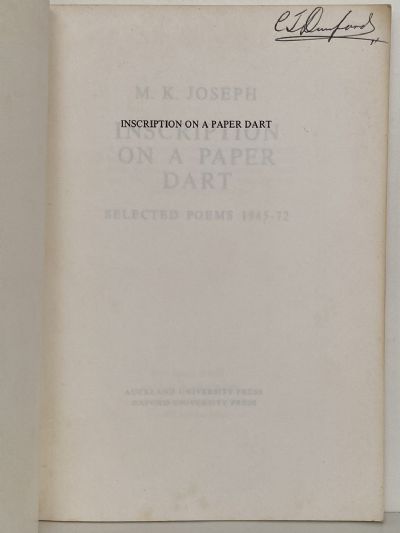 C J Dunford
M. K. JOSEPH
INSCRIPTION ON A PAPER DART
INSCRIPTION
ON A PAPER
DART
SELECTED POEMS 1945-72
AUCKLAND UNIVERSITY PRESS
OXFORD UNIVERSITY PRESS